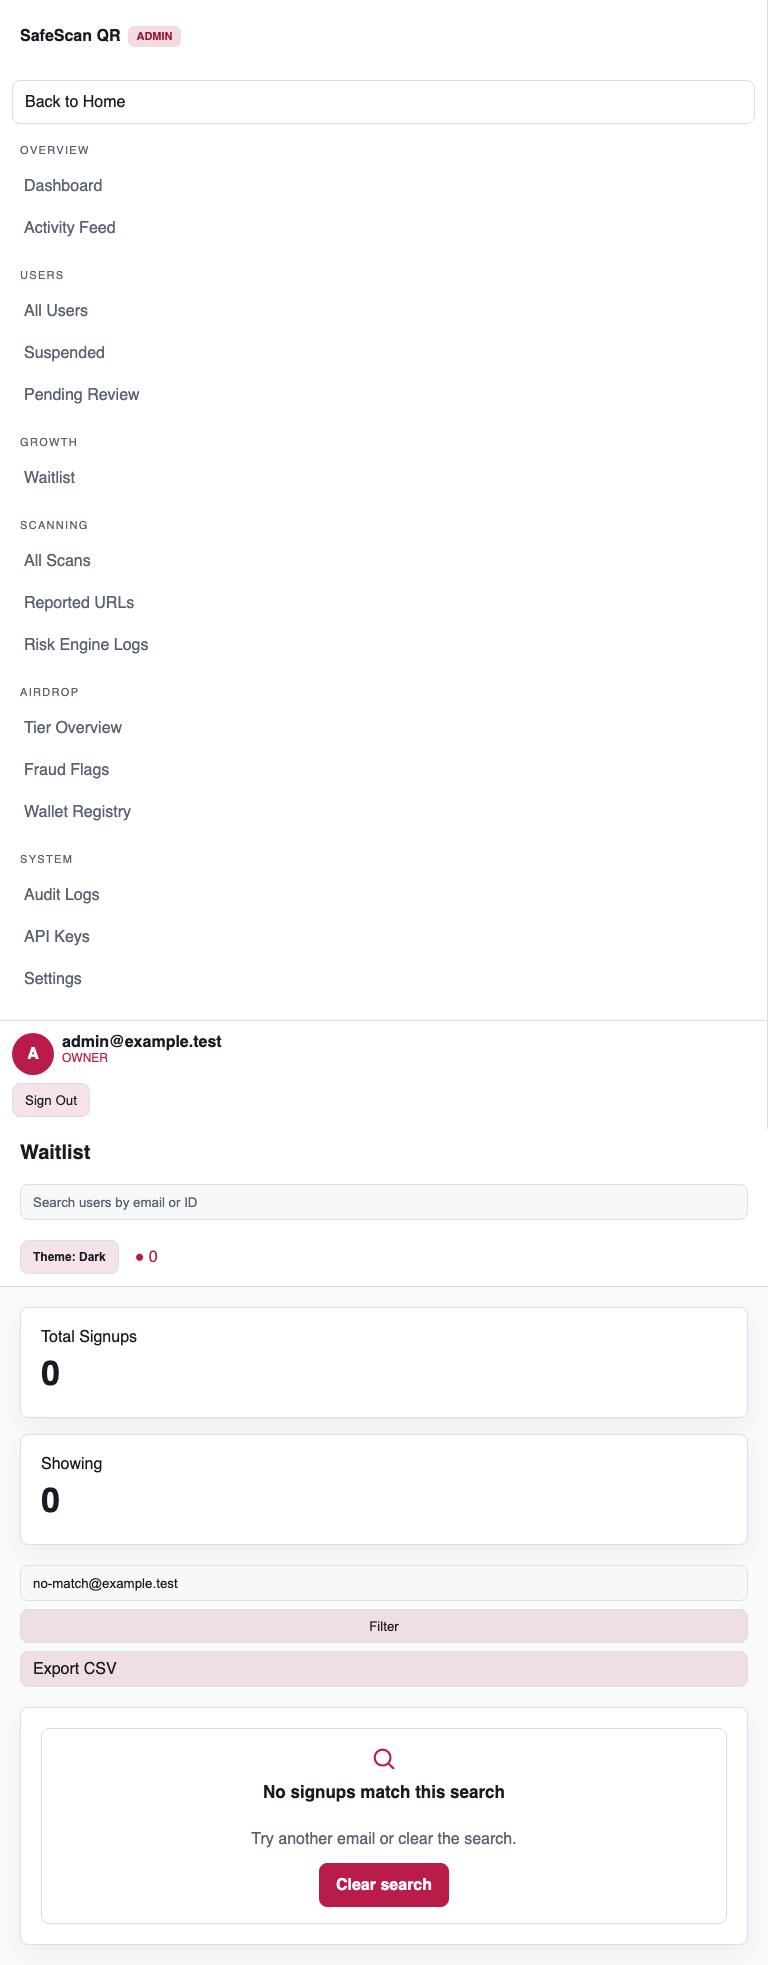 SafeScan QR ADMIN
Back to Home
OVERVIEW
Dashboard
Activity Feed
USERS
All Users
Suspended
Pending Review
GROWTH
Waitlist
SCANNING
All Scans
Reported URLs
Risk Engine Logs
AIRDROP
Tier Overview
Fraud Flags
Wallet Registry
SYSTEM
Audit Logs
API Keys
Settings
A admin@example.test
OWNER
Sign Out
Waitlist
Search users by email or ID
Theme: Dark ● 0
Total Signups
0
Showing
0
no-match@example.test
Filter
Export CSV
No signups match this search
Try another email or clear the search.
Clear search